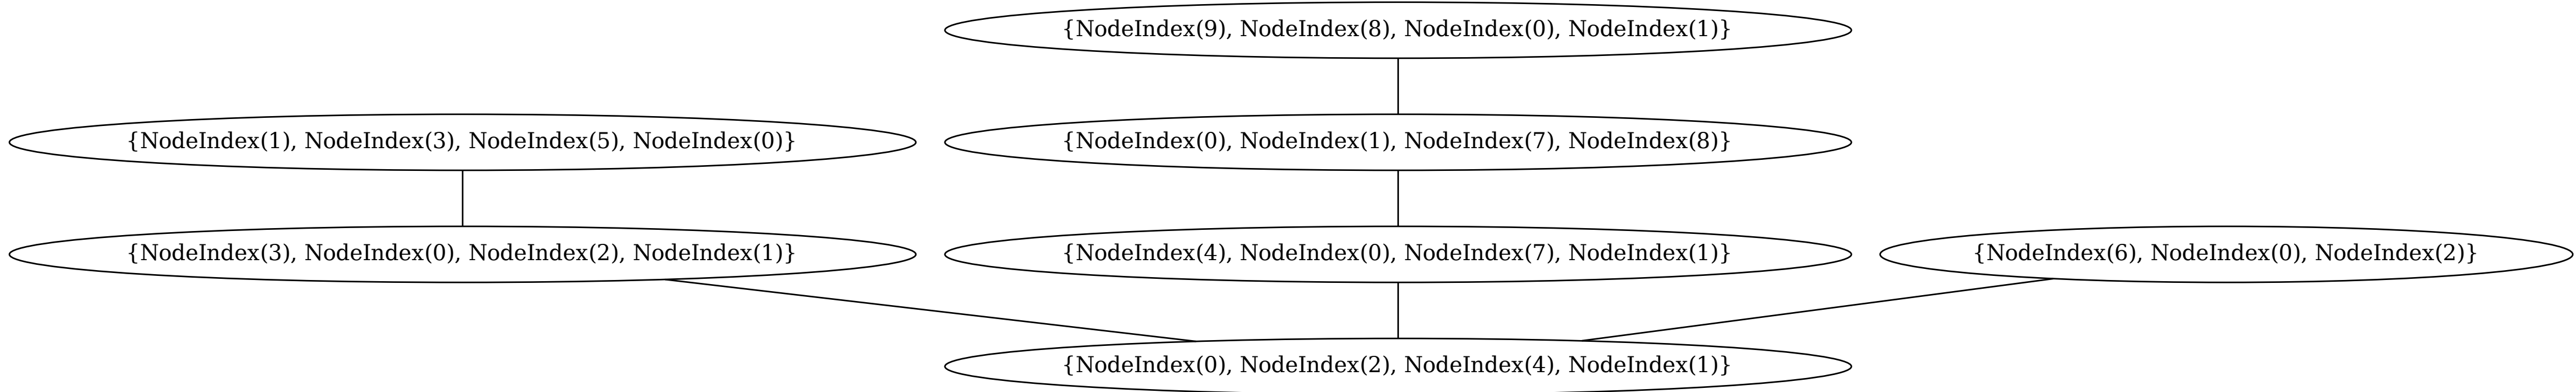 {NodeIndex(9), NodeIndex(8), NodeIndex(0), NodeIndex(1)}
{NodeIndex(1), NodeIndex(3), NodeIndex(5), NodeIndex(0)}
{NodeIndex(0), NodeIndex(1), NodeIndex(7), NodeIndex(8)}
{NodeIndex(3), NodeIndex(0), NodeIndex(2), NodeIndex(1)}
{NodeIndex(4), NodeIndex(0), NodeIndex(7), NodeIndex(1)}
{NodeIndex(6), NodeIndex(0), NodeIndex(2)}
{NodeIndex(0), NodeIndex(2), NodeIndex(4), NodeIndex(1)}